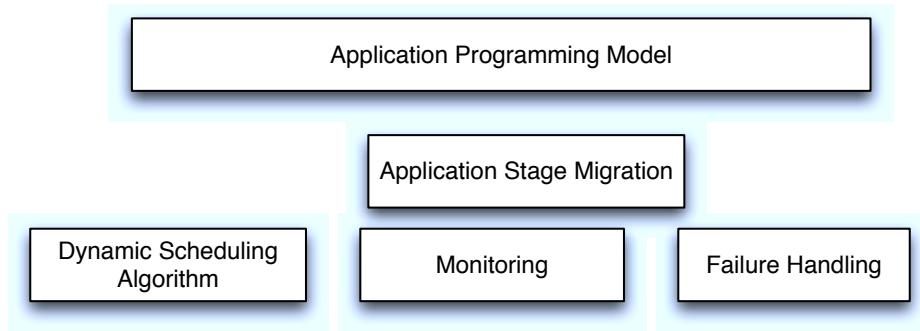 Application Programming Model
Application Stage Migration
Dynamic Scheduling
Algorithm
Monitoring
Failure Handling